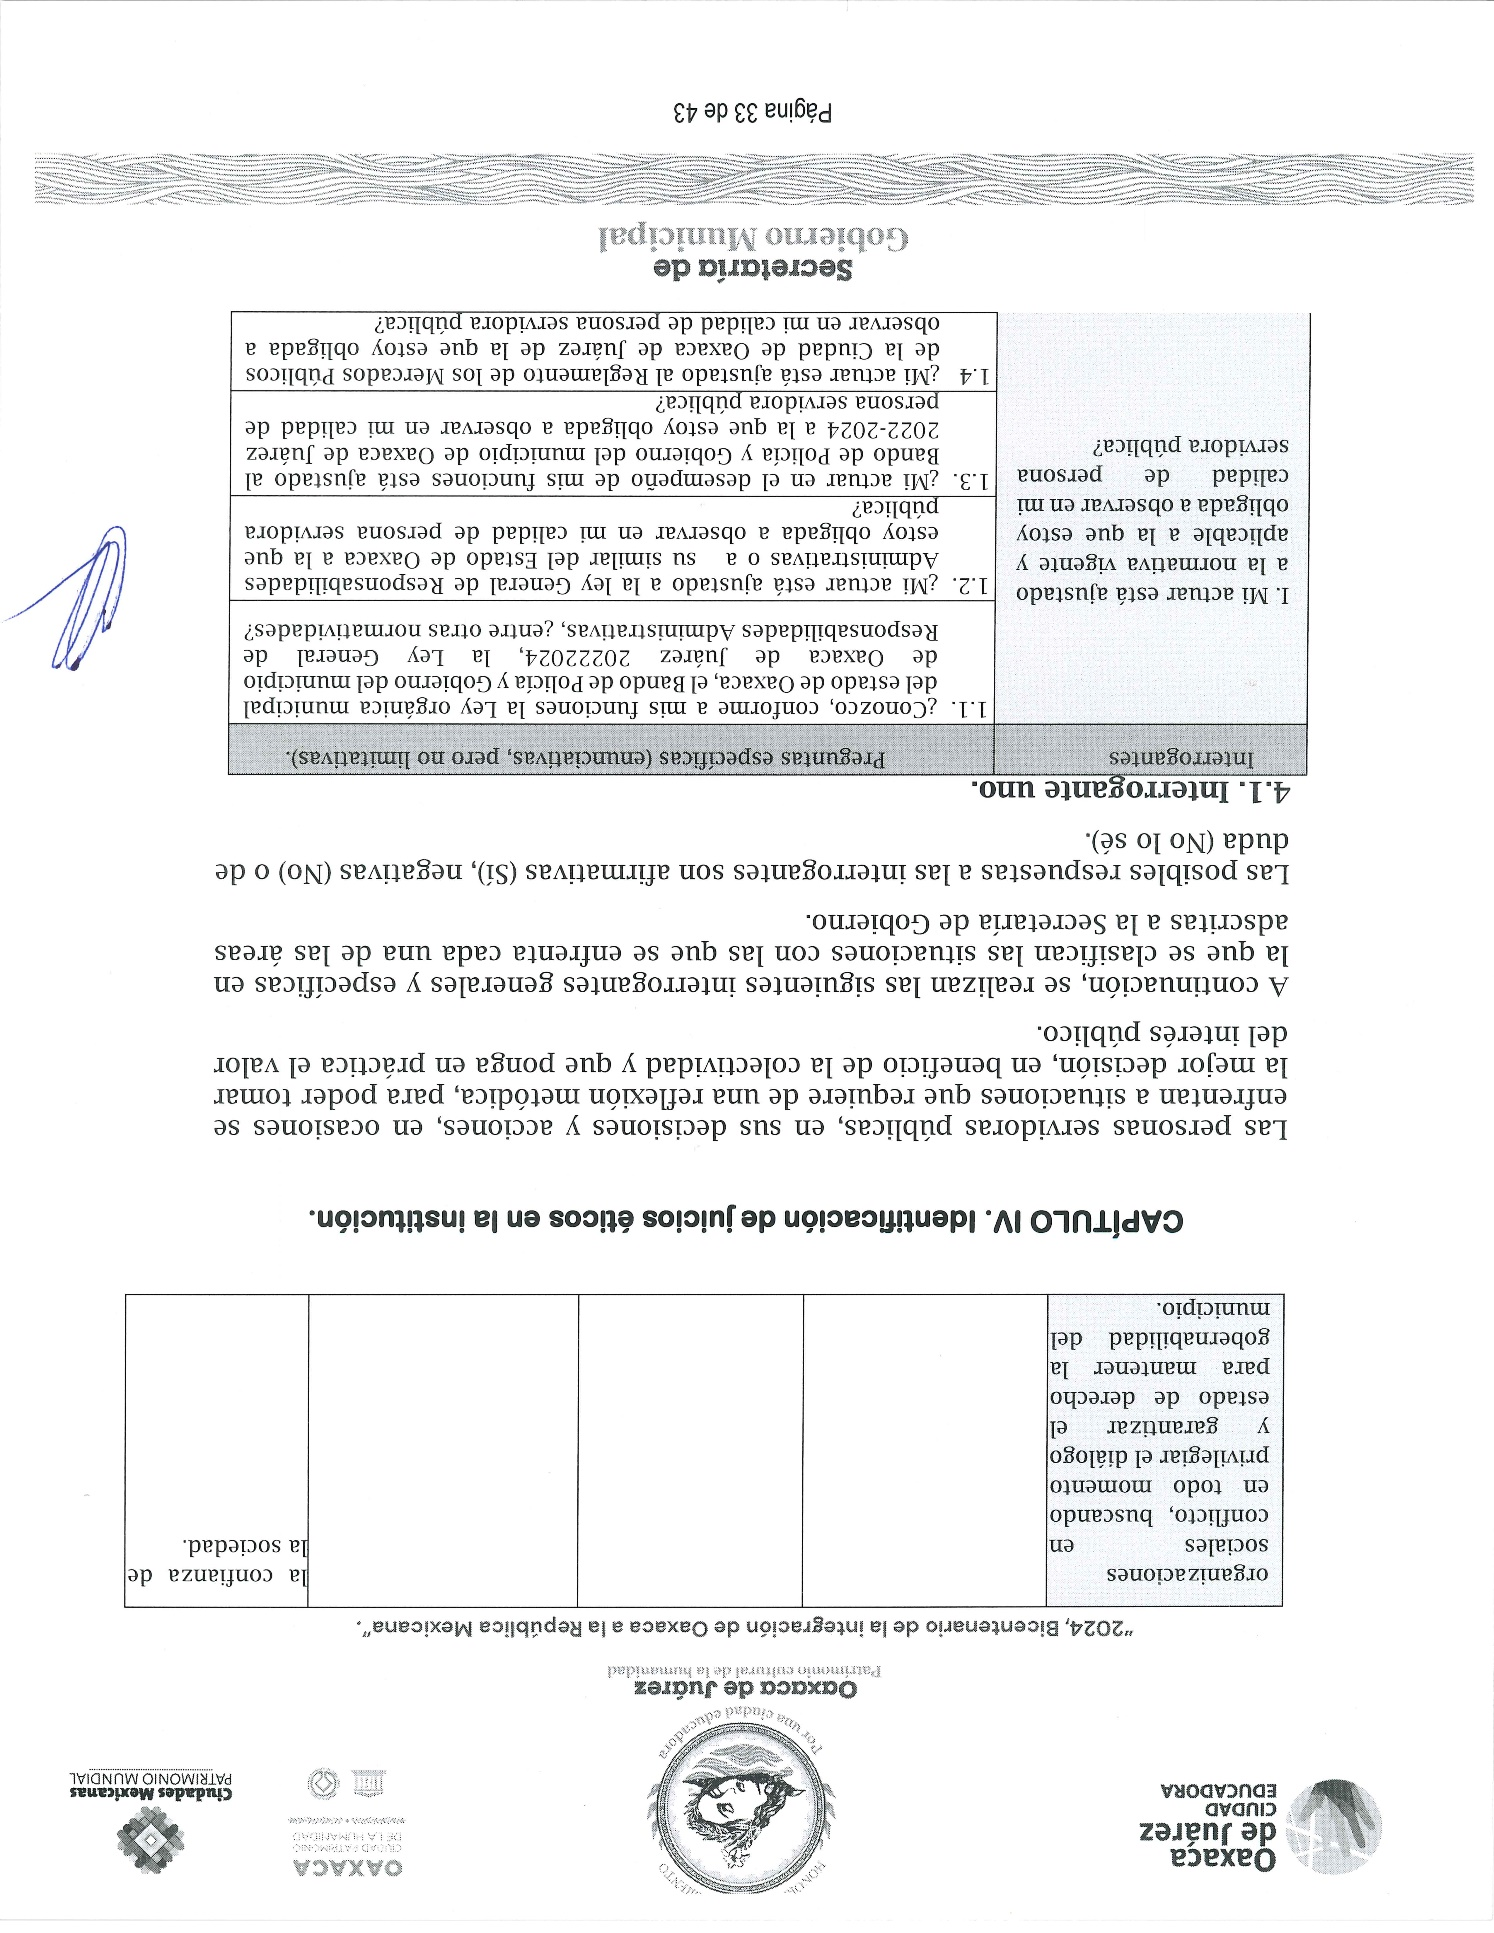 Oaxaca
de Juárez
CIUDAD
EDUCADORA
Por una ciudad educadora
Oaxaca de Juárez
Patrimonio cultural de la humanidad
OAXACA
CIUDAD PATRIMONIO
DE LA HUMANIDAD
Ciudades Mexicanas
PATRIMONIO MUNDIAL
"2024, Bicentenario de la integración de Oaxaca a la República Mexicana".
organizaciones
sociales en
conflicto, buscando
en todo momento
privilegiar el diálogo
y garantizar el
estado de derecho
para mantener la
gobernabilidad del
municipio.
la confianza de
la sociedad.
CAPÍTULO IV. Identificación de juicios éticos en la institución.
Las personas servidoras públicas, en sus decisiones y acciones, en ocasiones se
enfrentan a situaciones que requiere de una reflexión metódica, para poder tomar
la mejor decisión, en beneficio de la colectividad y que ponga en práctica el valor
del interés público.
A continuación, se realizan las siguientes interrogantes generales y específicas en
la que se clasifican las situaciones con las que se enfrenta cada una de las áreas
adscritas a la Secretaría de Gobierno.
Las posibles respuestas a las interrogantes son afirmativas (Sí), negativas (No) o de
duda (No lo sé).
4.1. Interrogante uno.
Interrogantes
Preguntas específicas (enunciativas, pero no limitativas).
I. Mi actuar está ajustado
a la normativa vigente y
aplicable a la que estoy
obligada a observar en mi
calidad de persona
servidora pública?
1.1. ¿Conozco, conforme a mis funciones la Ley orgánica municipal
del estado de Oaxaca, el Bando de Policía y Gobierno del municipio
de Oaxaca de Juárez 20222024, la Ley General de
Responsabilidades Administrativas, ¿entre otras normatividades?
1.2. ¿Mi actuar está ajustado a la ley General de Responsabilidades
Administrativas o a su similar del Estado de Oaxaca a la que
estoy obligada a observar en mi calidad de persona servidora
pública?
1.3. ¿Mi actuar en el desempeño de mis funciones está ajustado al
Bando de Policía y Gobierno del municipio de Oaxaca de Juárez
2022-2024 a la que estoy obligada a observar en mi calidad de
persona servidora pública?
1.4 ¿Mi actuar está ajustado al Reglamento de los Mercados Públicos
de la Ciudad de Oaxaca de Juárez de la que estoy obligada a
observar en mi calidad de persona servidora pública?
Secretaría de
Gobierno Municipal
Página 33 de 43